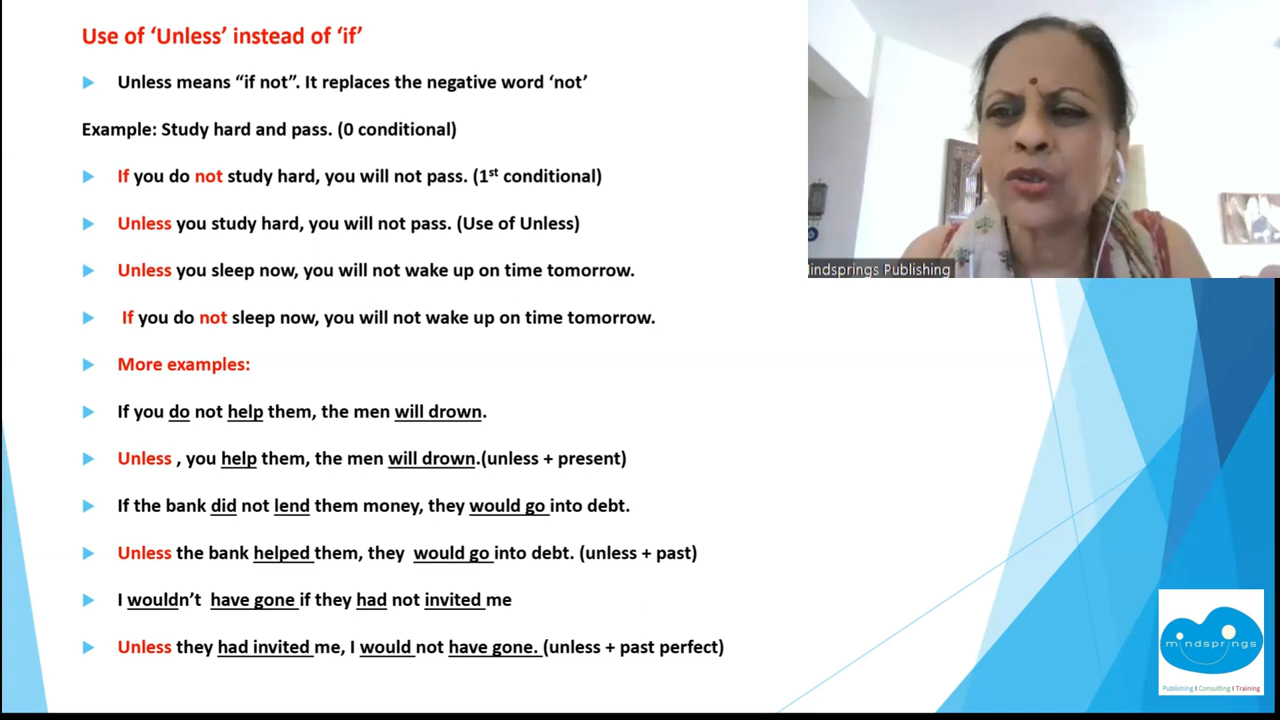 Use of ‘Unless’ instead of ‘if’
Unless means “if not”. It replaces the negative word ‘not’
Example: Study hard and pass. (0 conditional)
If you do not study hard, you will not pass. (1st conditional)
Unless you study hard, you will not pass. (Use of Unless)
Unless you sleep now, you will not wake up on time tomorrow.
If you do not sleep now, you will not wake up on time tomorrow.
More examples:
If you do not help them, the men will drown.
Unless , you help them, the men will drown.(unless + present)
If the bank did not lend them money, they would go into debt.
Unless the bank helped them, they would go into debt. (unless + past)
I wouldn’t have gone if they had not invited me
Unless they had invited me, I would not have gone. (unless + past perfect)
indsprings Publishing
mindsprings
Publishing I Consulting I Training